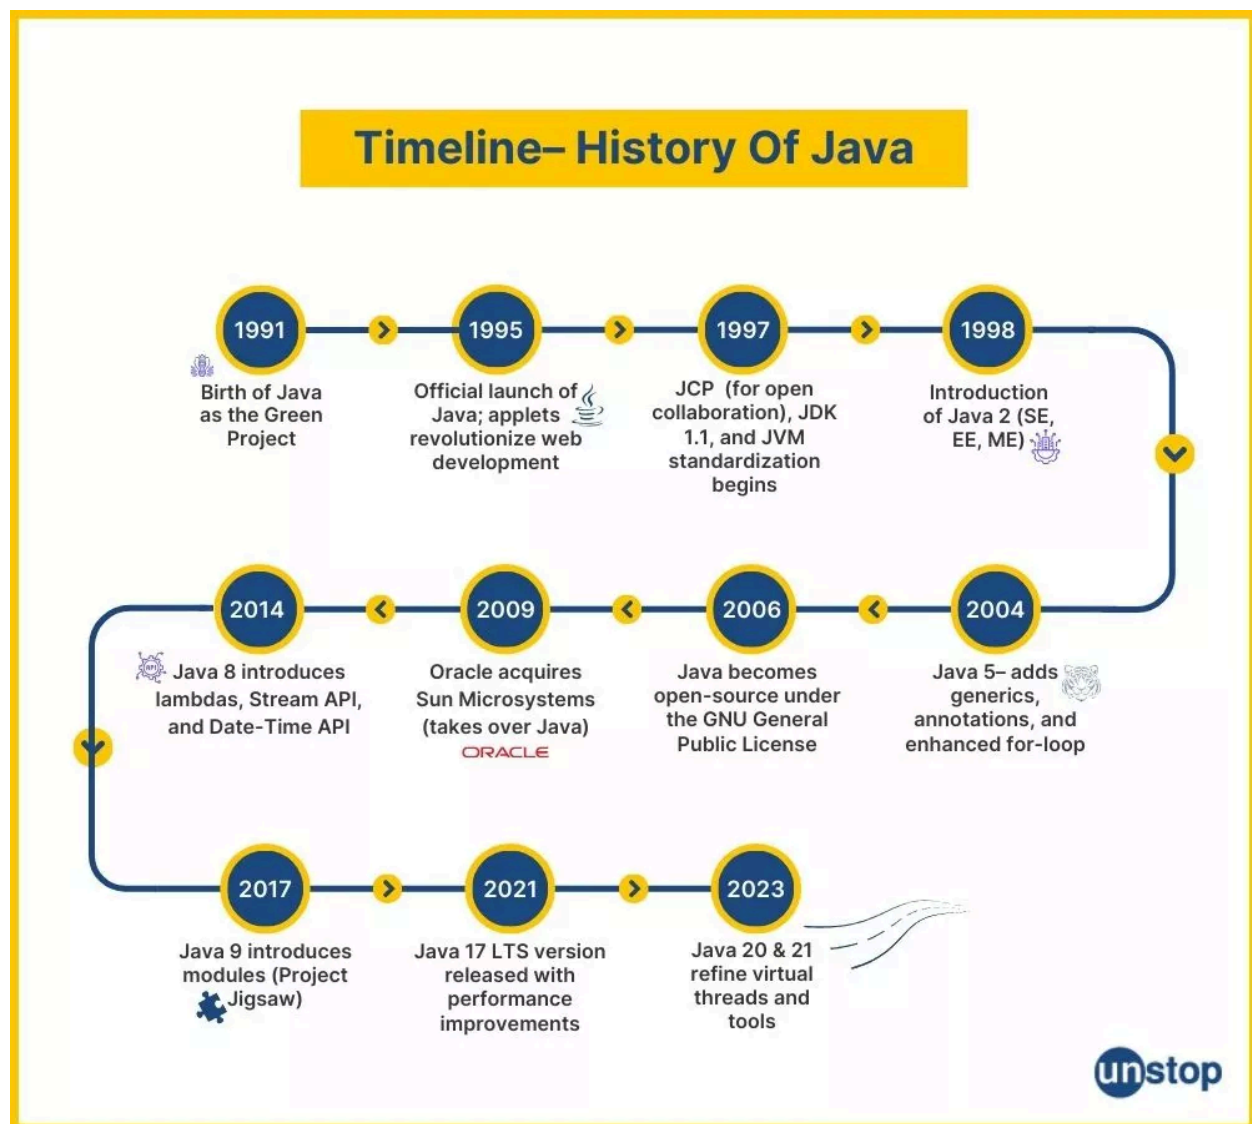 Timeline– History Of Java
1991
Birth of Java
as the Green
Project
1995
Official launch of
Java; applets
revolutionize web
development
1997
JCP (for open
collaboration), JDK
1.1, and JVM
standardization
begins
1998
Introduction
of Java 2 (SE,
EE, ME)
2004
Java 5– adds
generics,
annotations, and
enhanced for-loop
2006
Java becomes
open-source under
the GNU General
Public License
2009
Oracle acquires
Sun Microsystems
(takes over Java)
ORACLE
2014
API
Java 8 introduces
lambdas, Stream API,
and Date-Time API
2017
Java 9 introduces
modules (Project
Jigsaw)
2021
Java 17 LTS version
released with
performance
improvements
2023
Java 20 & 21
refine virtual
threads and
tools
unstop